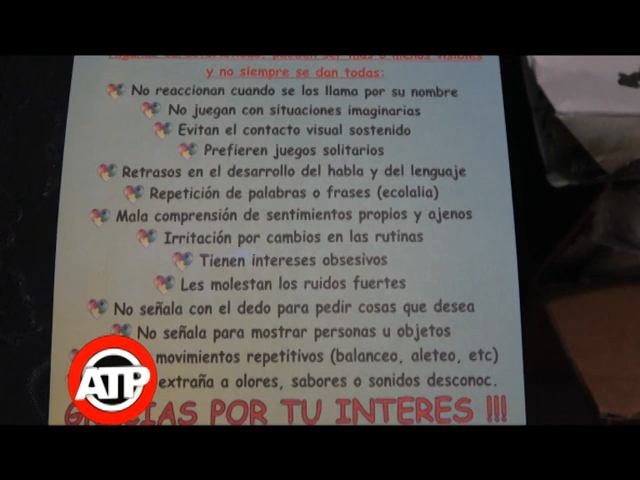 y no siempre se dan todas:
No reaccionan cuando se los llama por su nombre
No juegan con situaciones imaginarias
Evitan el contacto visual sostenido
Prefieren juegos solitarios
Retrasos en el desarrollo del habla y del lenguaje
Repetición de palabras o frases (ecolalia)
Mala comprensión de sentimientos propios y ajenos
Irritación por cambios en las rutinas
Tienen intereses obsesivos
Les molestan los ruidos fuertes
No señala con el dedo para pedir cosas que desea
No señala para mostrar personas u objetos
movimientos repetitivos (balanceo, aleteo, etc)
extraña a olores, sabores o sonidos desconoc.
ATP
POR TU INTERES !!!